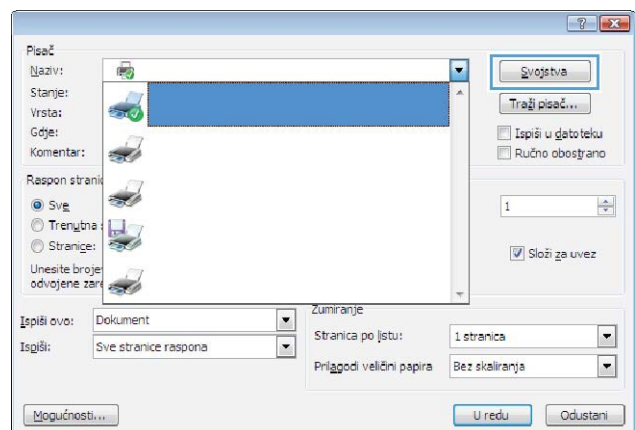 Pisač
Naziv:
Svojstva
Stanje:
Traži pisač...
Vrsta:
Gdje:
Ispiši u datoteku
Komentar:
Ručno obostrano
Raspon stranic
Sve
1
Trenutna s
Stranice:
Složi za uvez
Unesite brojev
odvojene zare
Zumiranje
Ispiši ovo:
Dokument
Stranica po listu:
1 stranica
Ispiši:
Sve stranice raspona
Prilagodi veličini papira
Bez skaliranja
Mogućnosti...
U redu
Odustani